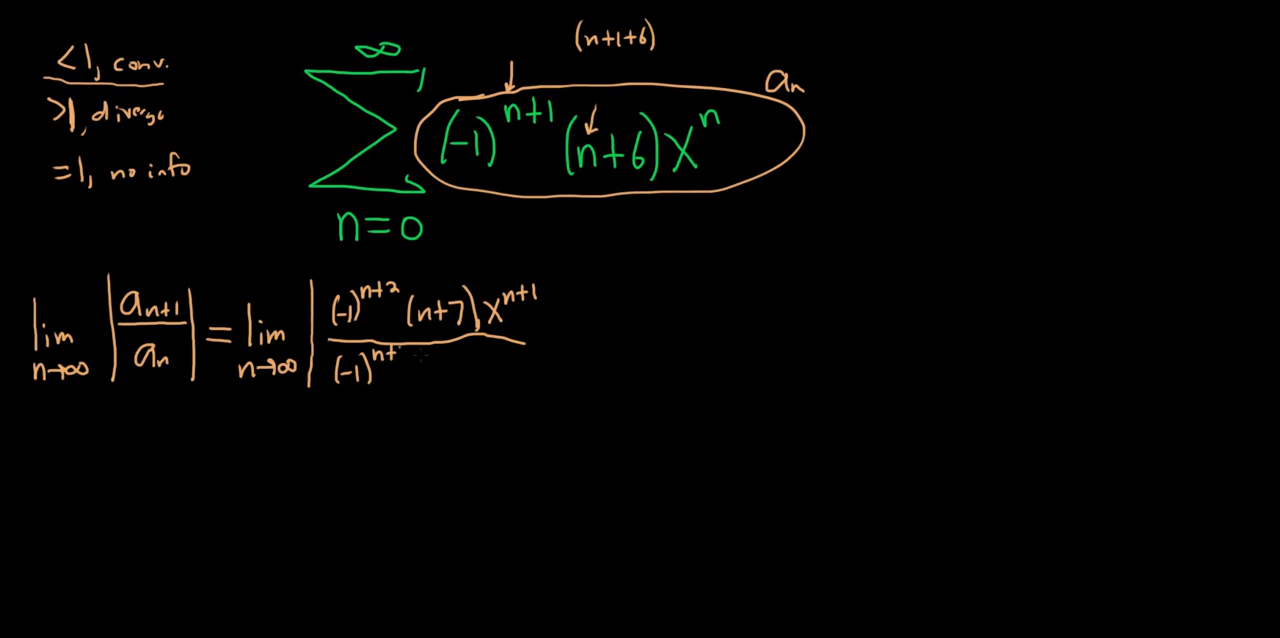 <1, conv.
>1, diverge
=1, no info
(n+1+6)
∞
Σ (-1)^{n+1} (n+6) x^n
n=0
a_n
lim_{n→∞} |a_{n+1}/a_n| = lim_{n→∞} | (-1)^{n+2} (n+7) x^{n+1} / (-1)^{n+